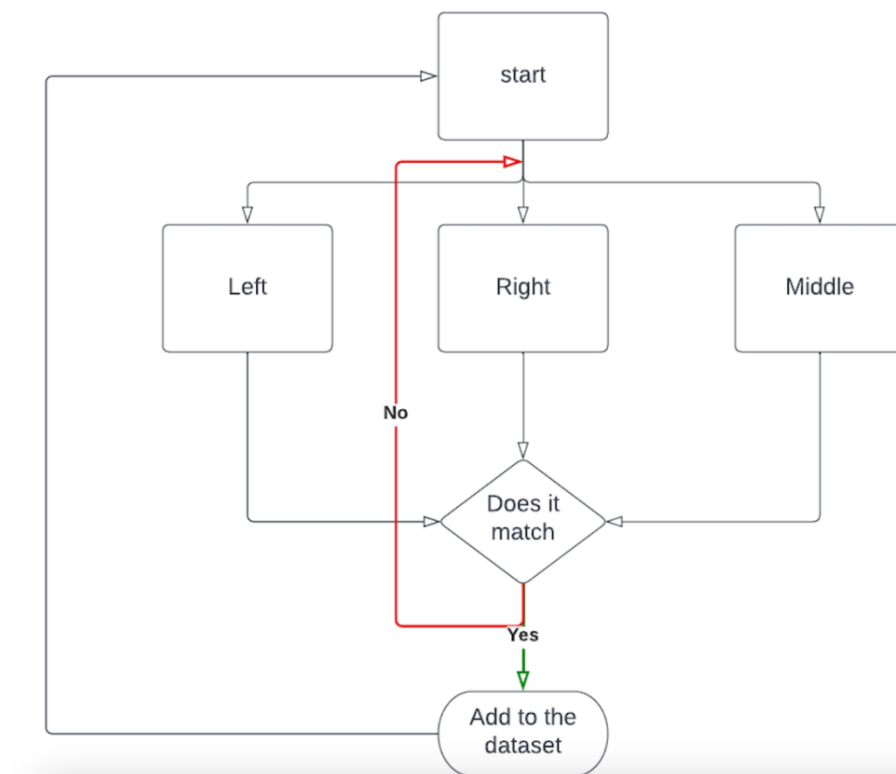 start
Left
Right
Middle
No
Does it
match
Yes
Add to the
dataset